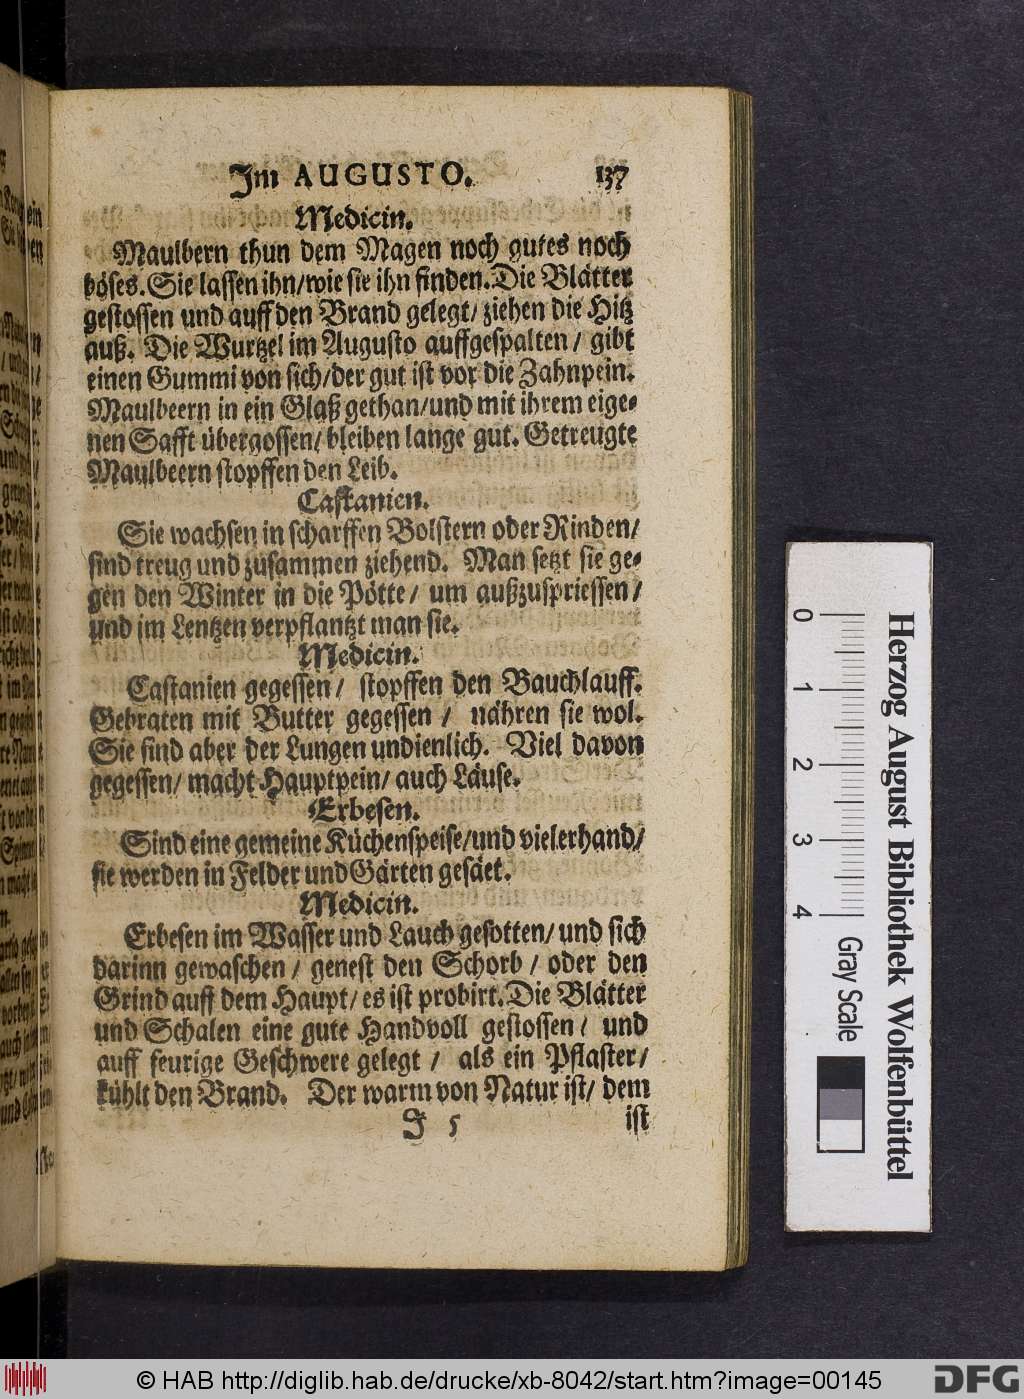 Im AUGUSTO. 137
Medicin.
Maulbern thun dem Magen noch gutes noch
böses. Sie lassen ihn/wie sie ihn finden. Die Blätter
gestossen und auff den Brand gelegt/ ziehen die Hitz
auß. Die Wurtzel im Augusto auffgespalten / gibt
einen Gummi von sich/der gut ist vor die Zahnpein.
Maulbeern in ein Glaß gethan/und mit ihrem eige-
nen Safft übergossen/ bleiben lange gut. Getreugte
Maulbeern stopffen den Leib.
Castanien.
Sie wachsen in scharffen Bolstern oder Rinden/
sind treug und zusammen ziehend. Man setzt sie ge-
gen den Winter in die Pötte/ um außzuspriessen /
und im Lentzen verpflantzt man sie.
Medicin.
Castanien gegessen / stopffen den Bauchlauff.
Gebraten mit Butter gegessen / nähren sie wol.
Sie sind aber der Lungen undienlich. Viel davon
gegessen/ macht Hauptpein/ auch Läuse.
Erbesen.
Sind eine gemeine Küchenspeise/und vielerhand/
sie werden in Felder und Gärten gesäet.
Medicin.
Erbesen im Wasser und Lauch gesotten/ und sich
darinn gewaschen / genest den Schorb / oder den
Grind auff dem Haupt/ es ist probirt. Die Blätter
und Schalen eine gute Handvoll gestossen / und
auff feurige Geschwere gelegt / als ein Pflaster/
kühlt den Brand. Der warm von Natur ist/ dem
J 5 ist
0 1 2 3 4
Gray Scale
Herzog August Bibliothek Wolfenbüttel
© HAB http://diglib.hab.de/drucke/xb-8042/start.htm?image=00145
DFG